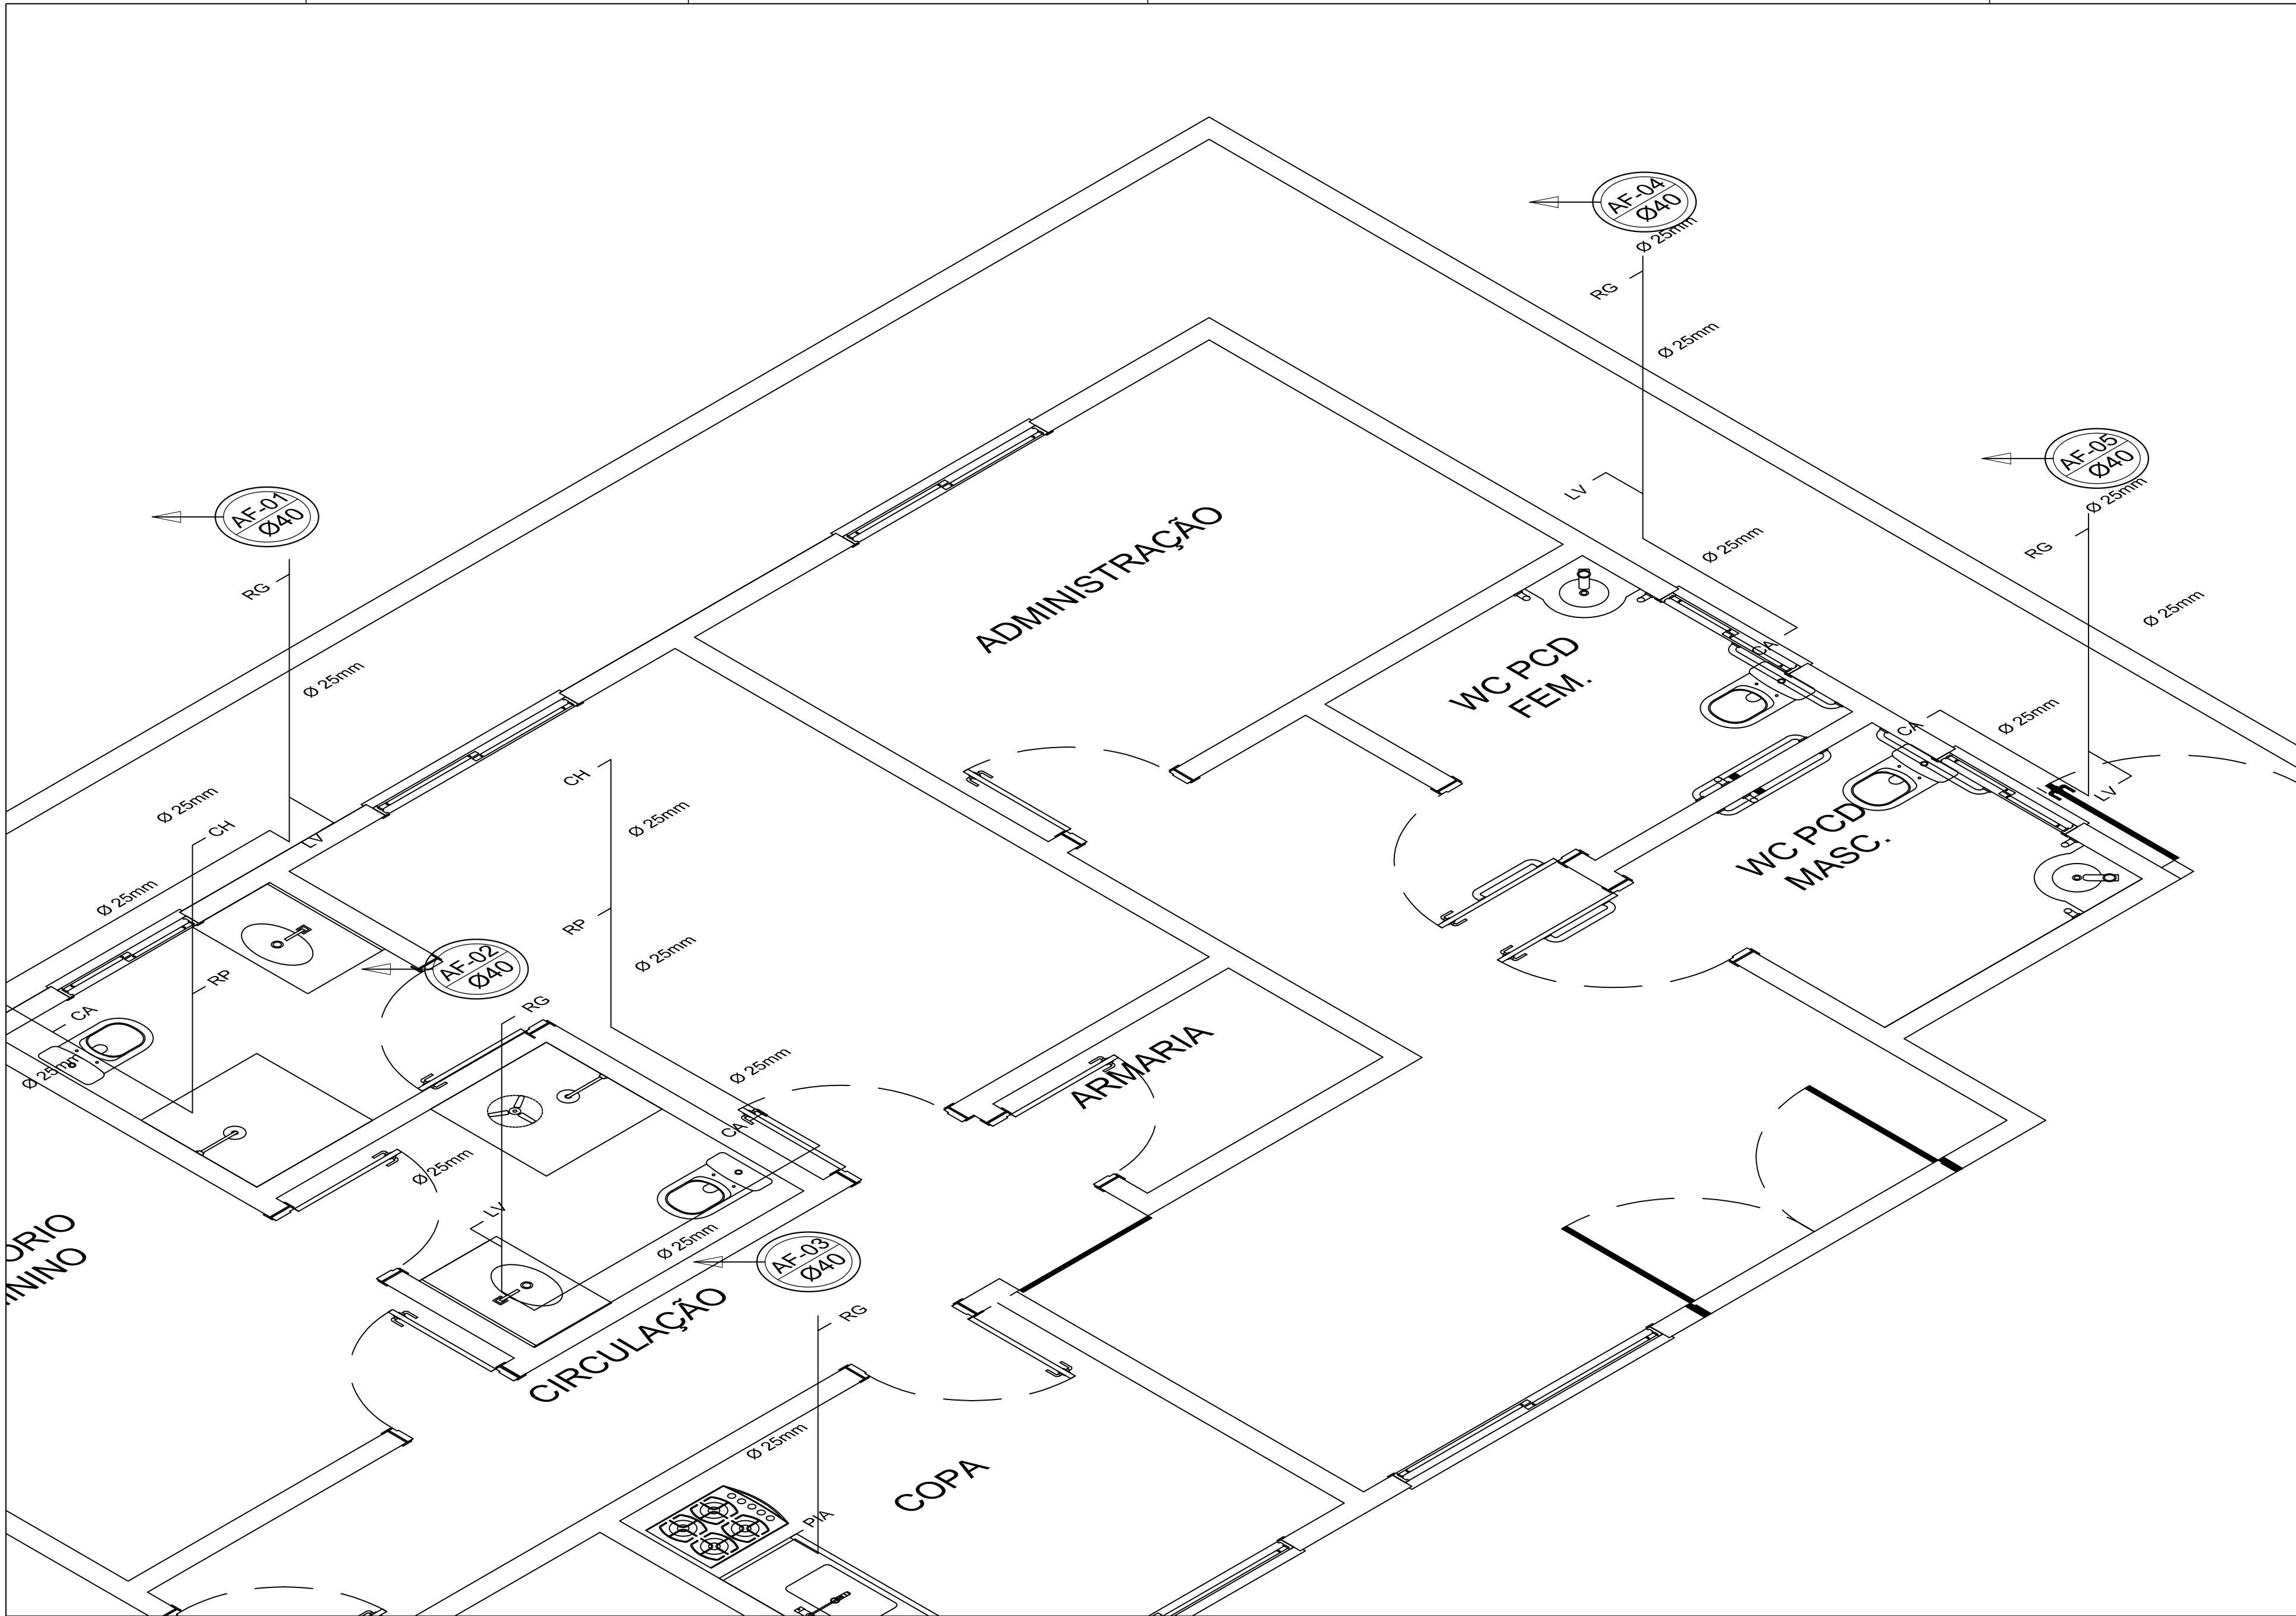 AF-04
Ø40
Ø 25mm
RG
Ø 25mm
AF-05
Ø40
Ø 25mm
LV
AF-01
Ø40
RG
ADMINISTRAÇÃO
Ø 25mm
RG
Ø 25mm
Ø 25mm
WC PCD
FEM.
CA
Ø 25mm
CA
Ø 25mm
LV
CH
Ø 25mm
Ø 25mm
CH
LV
WC PCD
MASC.
Ø 25mm
RP
Ø 25mm
AF-02
Ø40
RP
CA
RG
Ø 25mm
ARMARIA
Ø 25mm
CA
Ø 25mm
LV
ORIO
NINO
Ø 25mm
AF-03
Ø40
RG
CIRCULAÇÃO
Ø 25mm
COPA
PIA